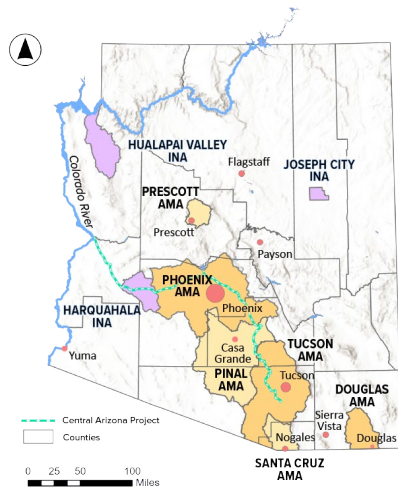 HUALAPAI VALLEY
INA
Flagstaff
JOSEPH CITY
INA
Colorado River
PRESCOTT
AMA
Prescott
Payson
PHOENIX
AMA
Phoenix
HARQUAHALA
INA
Casa
Grande
TUCSON
AMA
Yuma
PINAL
AMA
Tucson
DOUGLAS
AMA
Sierra
Vista
Central Arizona Project
Counties
Nogales
Douglas
SANTA CRUZ
AMA
0 25 50 100
Miles